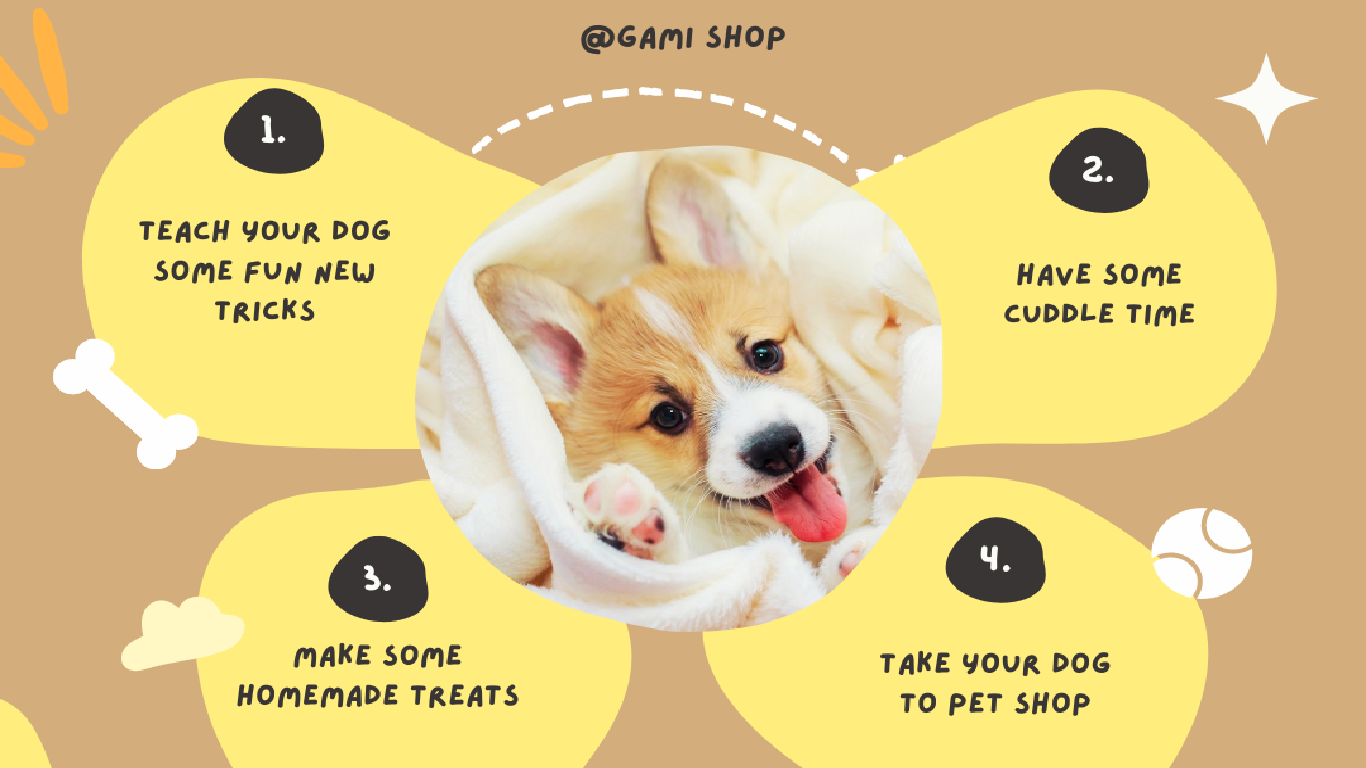 @GAMI SHOP
1.
TEACH YOUR DOG
SOME FUN NEW
TRICKS
2.
HAVE SOME
CUDDLE TIME
3.
MAKE SOME
HOMEMADE TREATS
4.
TAKE YOUR DOG
TO PET SHOP